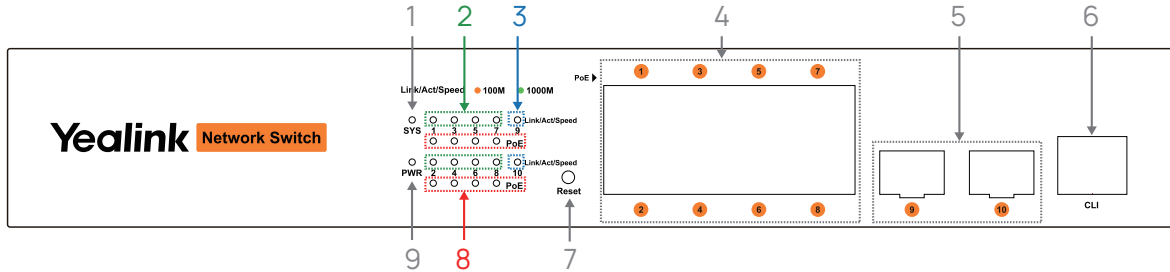 1 2 3 4 5 6
PoE 1 3 5 7
Link/Act/Speed 100M 1000M
SYS 1 3 5 7 9 Link/Act/Speed
PoE
Yealink Network Switch
PWR 2 4 6 8 10 Link/Act/Speed
PoE
Reset
2 4 6 8 9 10 CLI
9 8 7